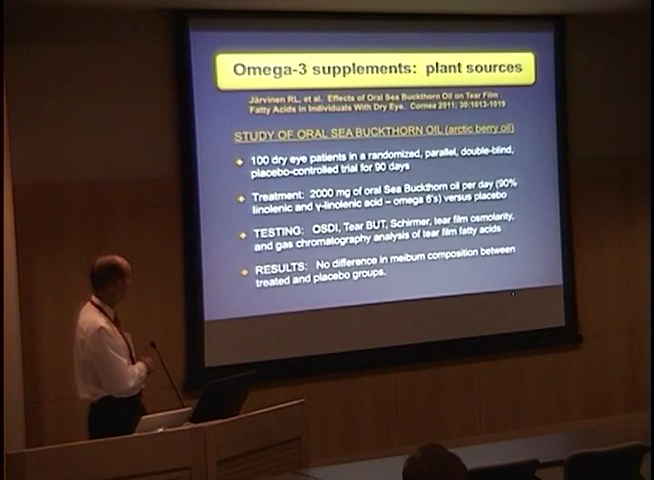 Omega-3 supplements: plant sources
Järvinen RL, et al. Effects of Oral Sea Buckthorn Oil on Tear Film
Fatty Acids in Individuals With Dry Eye. Cornea 2011; 30:1013-1019
STUDY OF ORAL SEA BUCKTHORN OIL (arctic berry oil)
100 dry eye patients in a randomized, parallel, double-blind,
placebo-controlled trial for 90 days
Treatment: 2000 mg of oral Sea Buckthorn oil per day (90%
linolenic and γ-linolenic acid – omega 6's) versus placebo
TESTING: OSDI, Tear BUT, Schirmer, tear film osmolarity,
and gas chromatography analysis of tear film fatty acids
RESULTS: No difference in meibum composition between
treated and placebo groups.